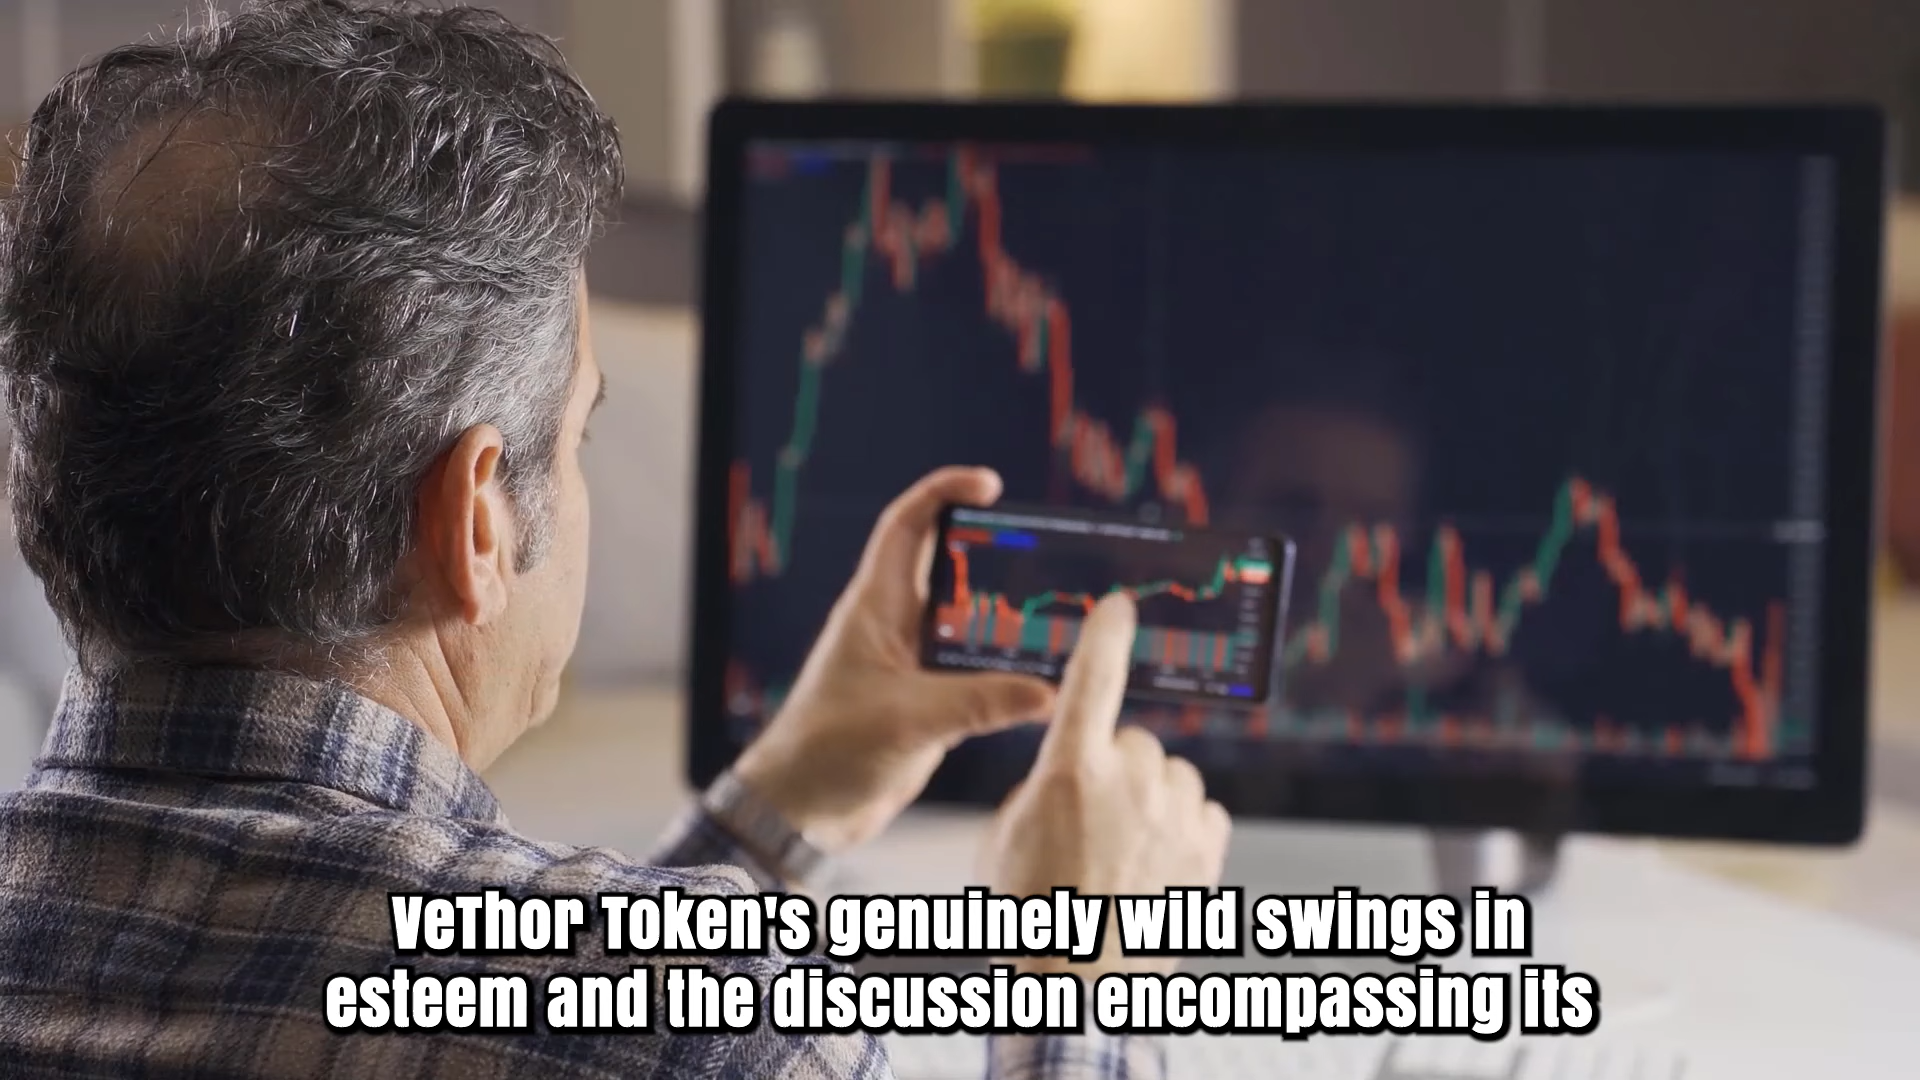 VeThor Token's genuinely wild swings in
esteem and the discussion encompassing its